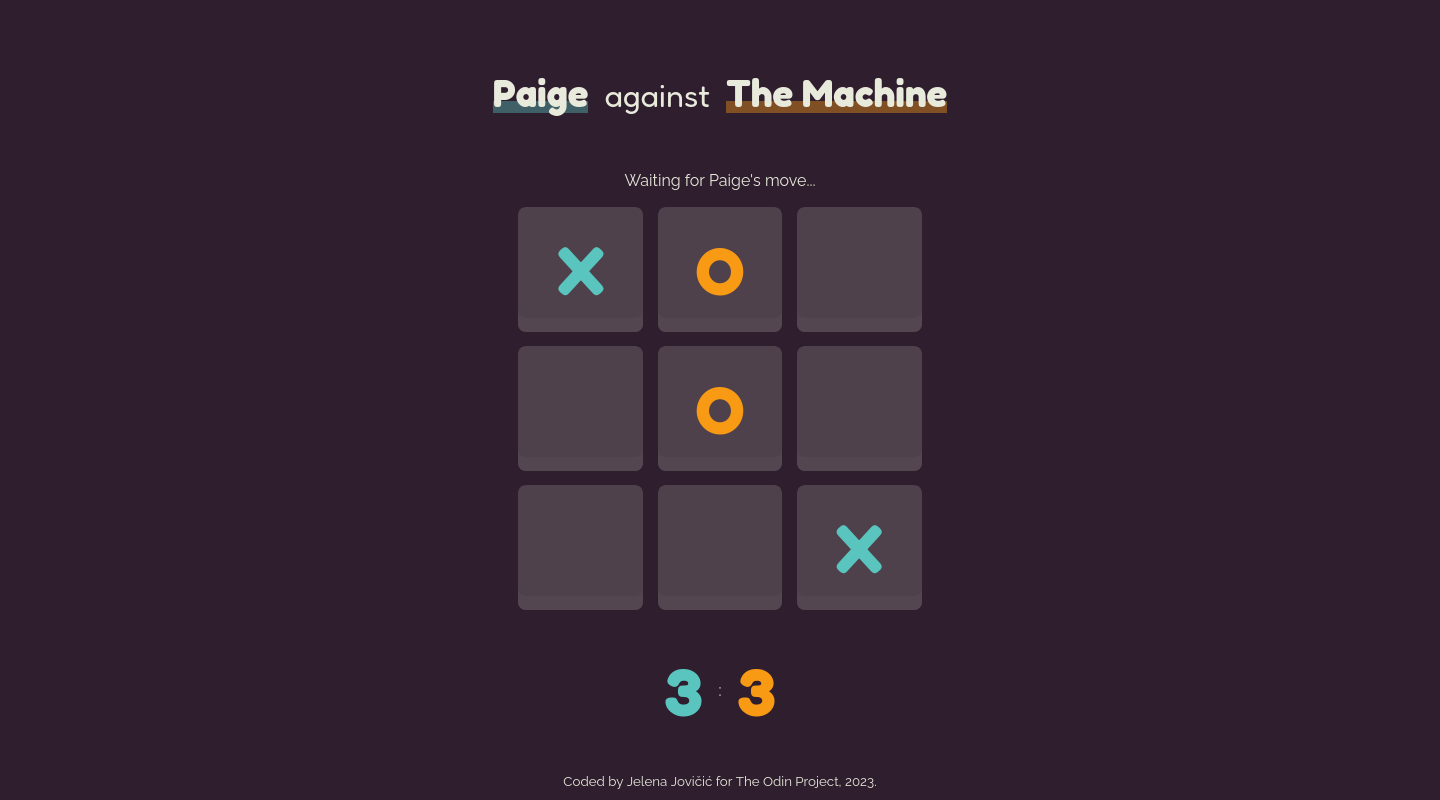 Paige against The Machine
Waiting for Paige's move...
X O
O
X
3 : 3
Coded by Jelena Jovičić for The Odin Project, 2023.